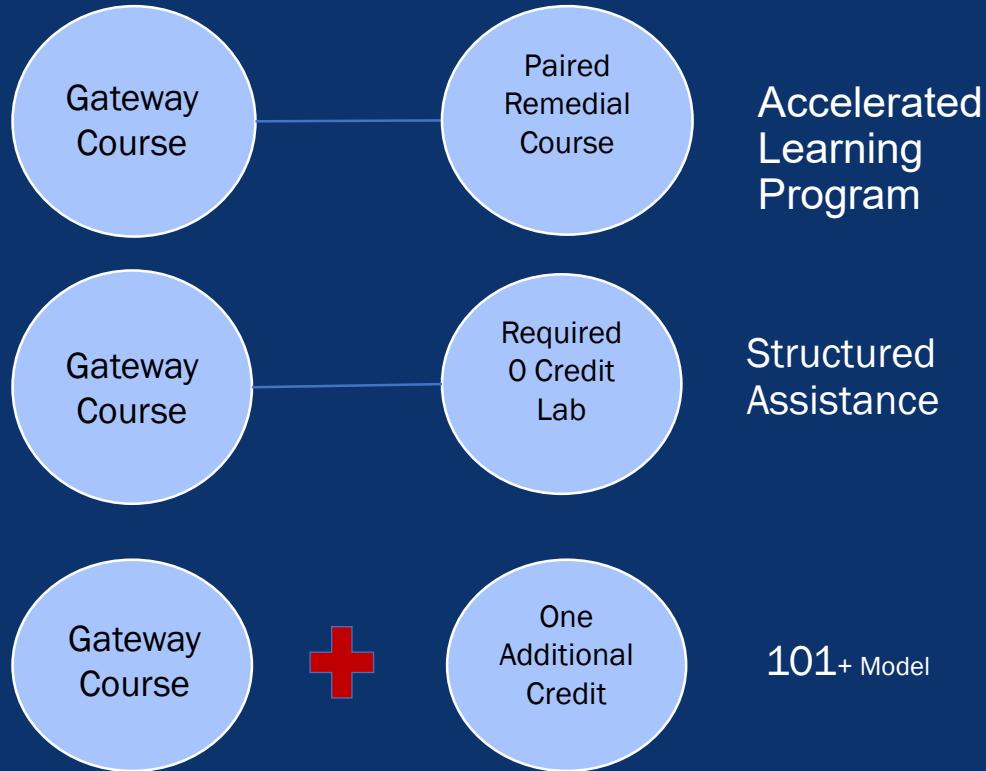 Gateway
Course
Paired
Remedial
Course
Accelerated
Learning
Program
Gateway
Course
Required
0 Credit
Lab
Structured
Assistance
Gateway
Course
One
Additional
Credit
101+ Model